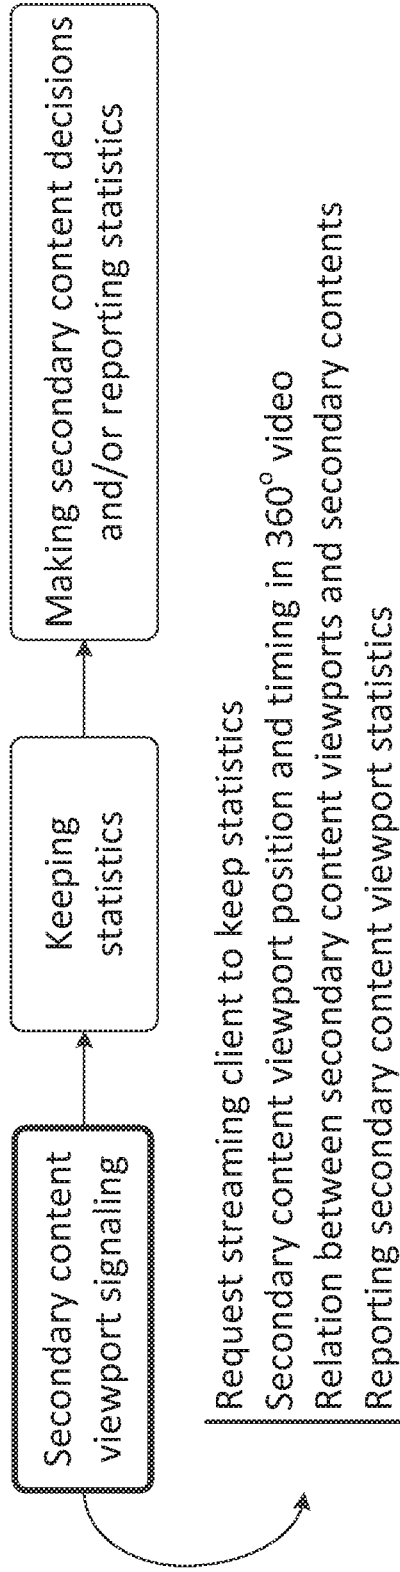 Secondary content
viewport signaling
Keeping
statistics
Making secondary content decisions
and/or reporting statistics
Request streaming client to keep statistics
Secondary content viewport position and timing in 360° video
Relation between secondary content viewports and secondary contents
Reporting secondary content viewport statistics